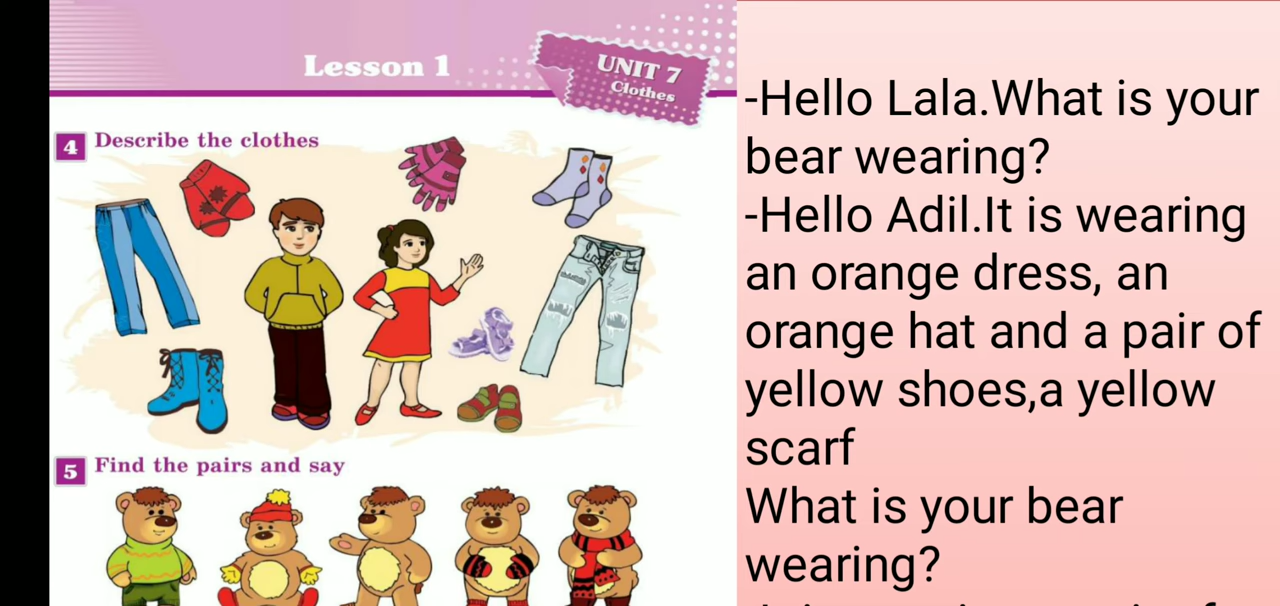 Lesson 1
UNIT 7
Clothes
4 Describe the clothes
5 Find the pairs and say
-Hello Lala.What is your
bear wearing?
-Hello Adil.It is wearing
an orange dress, an
orange hat and a pair of
yellow shoes,a yellow
scarf
What is your bear
wearing?